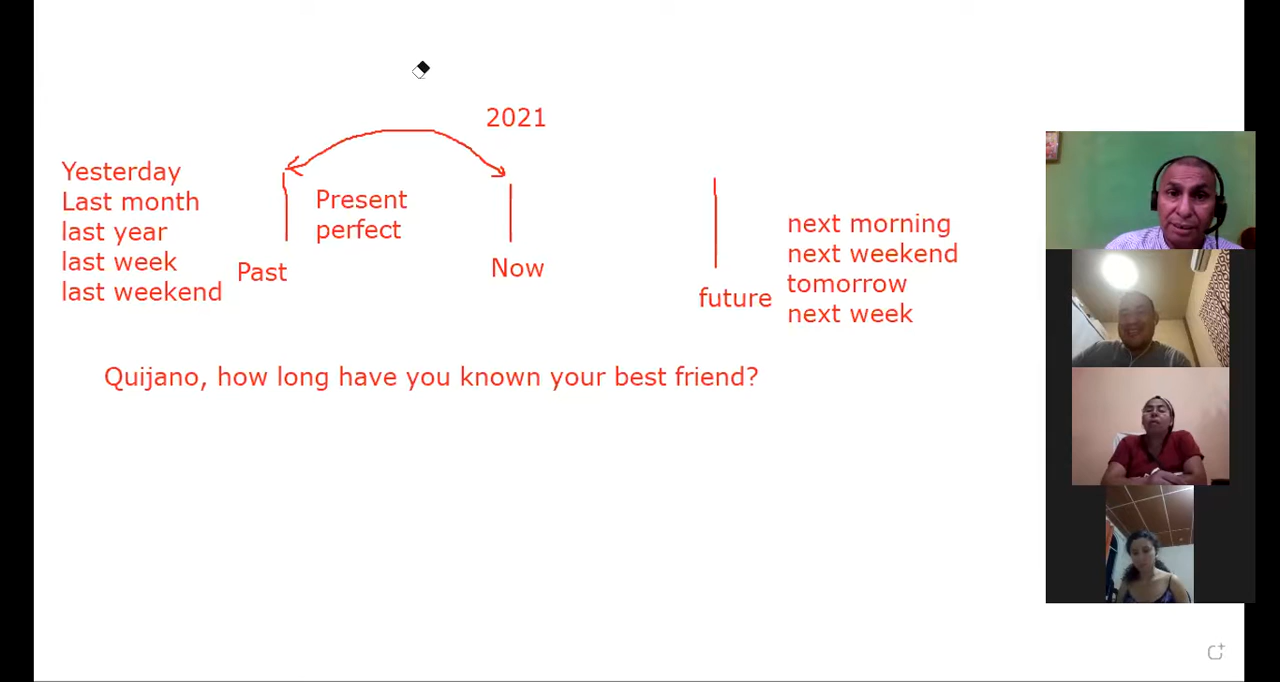 2021
Yesterday
Last month
last year
last week
last weekend
Past
Present
perfect
Now
future
next morning
next weekend
tomorrow
next week
Quijano, how long have you known your best friend?